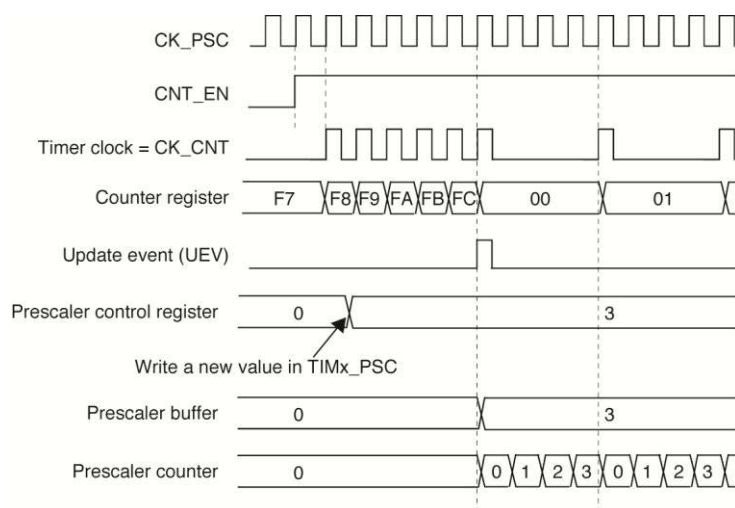 CK_PSC
CNT_EN
Timer clock = CK_CNT
Counter register F7 F8 F9 FA FB FC 00 01
Update event (UEV)
Prescaler control register 0 3
Write a new value in TIMx_PSC
Prescaler buffer 0 3
Prescaler counter 0 0 1 2 3 0 1 2 3